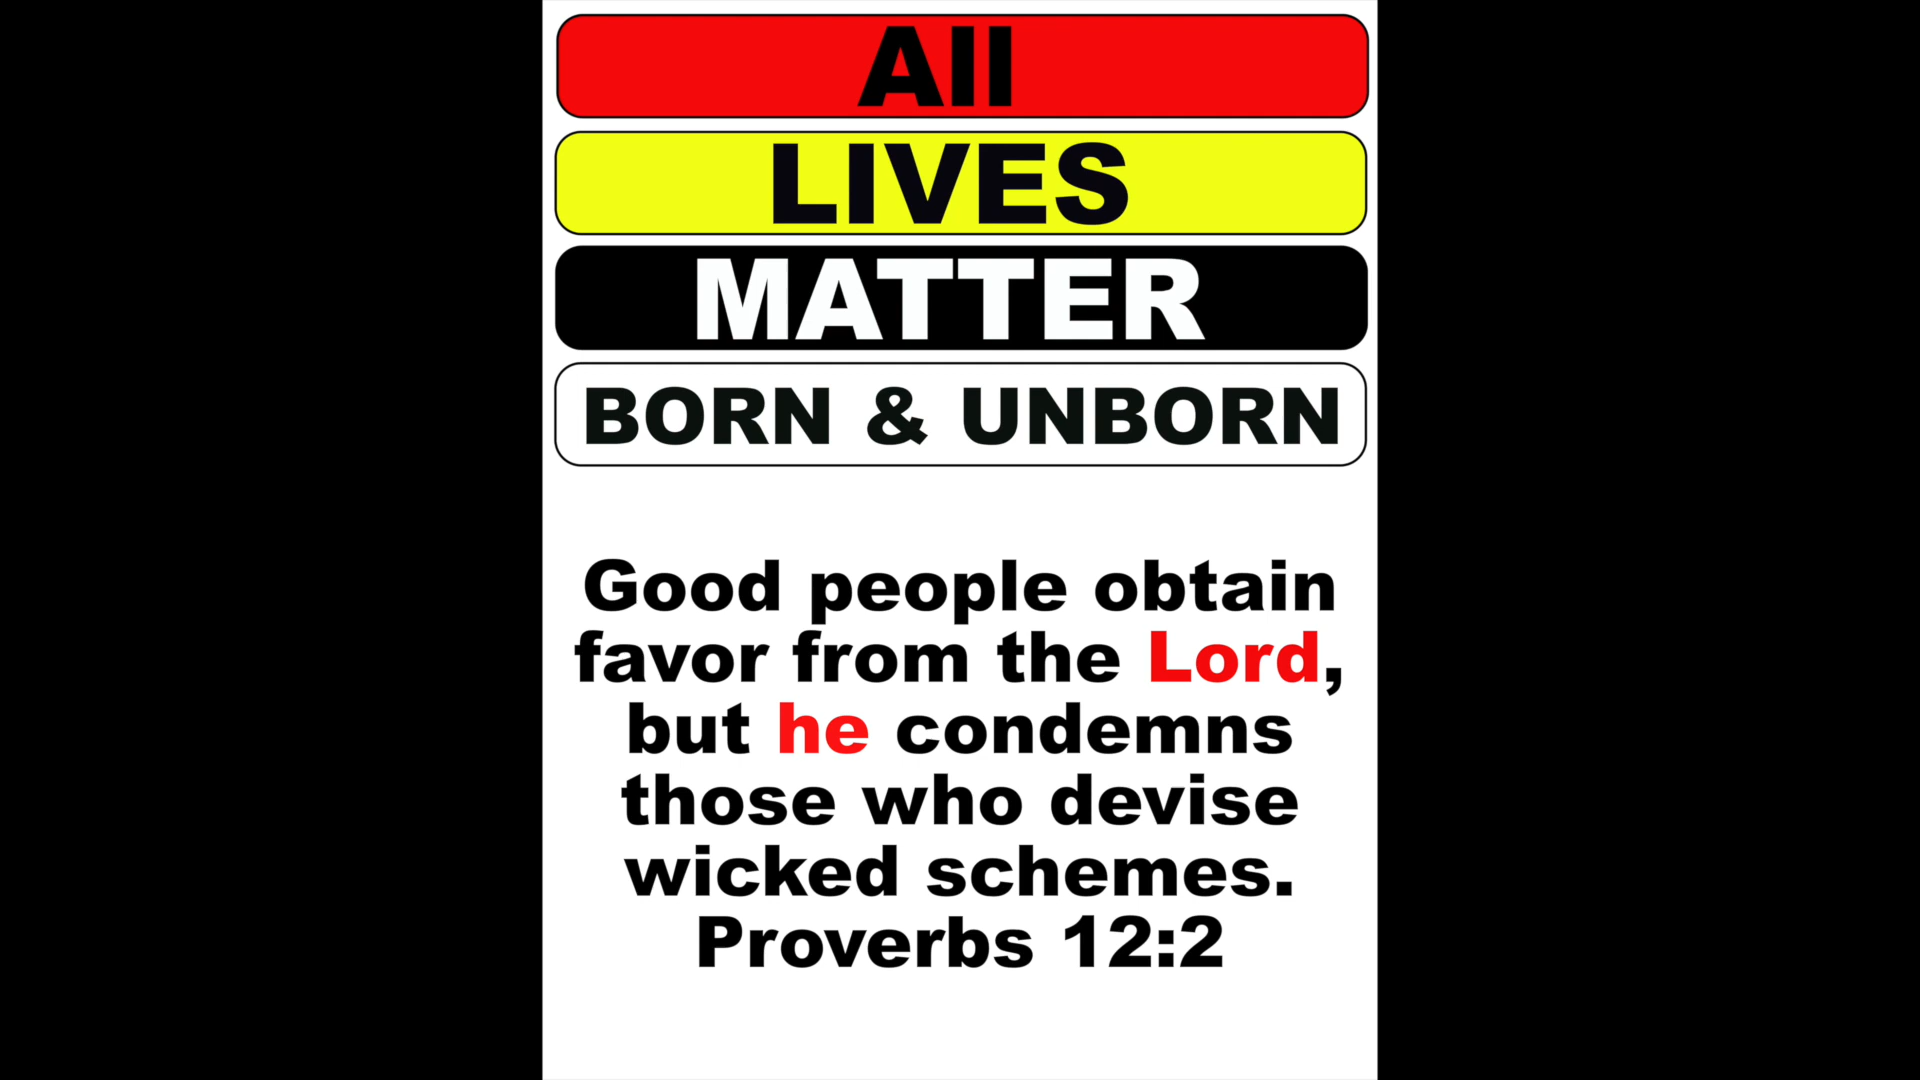 All
LIVES
MATTER
BORN & UNBORN
Good people obtain
favor from the Lord,
but he condemns
those who devise
wicked schemes.
Proverbs 12:2